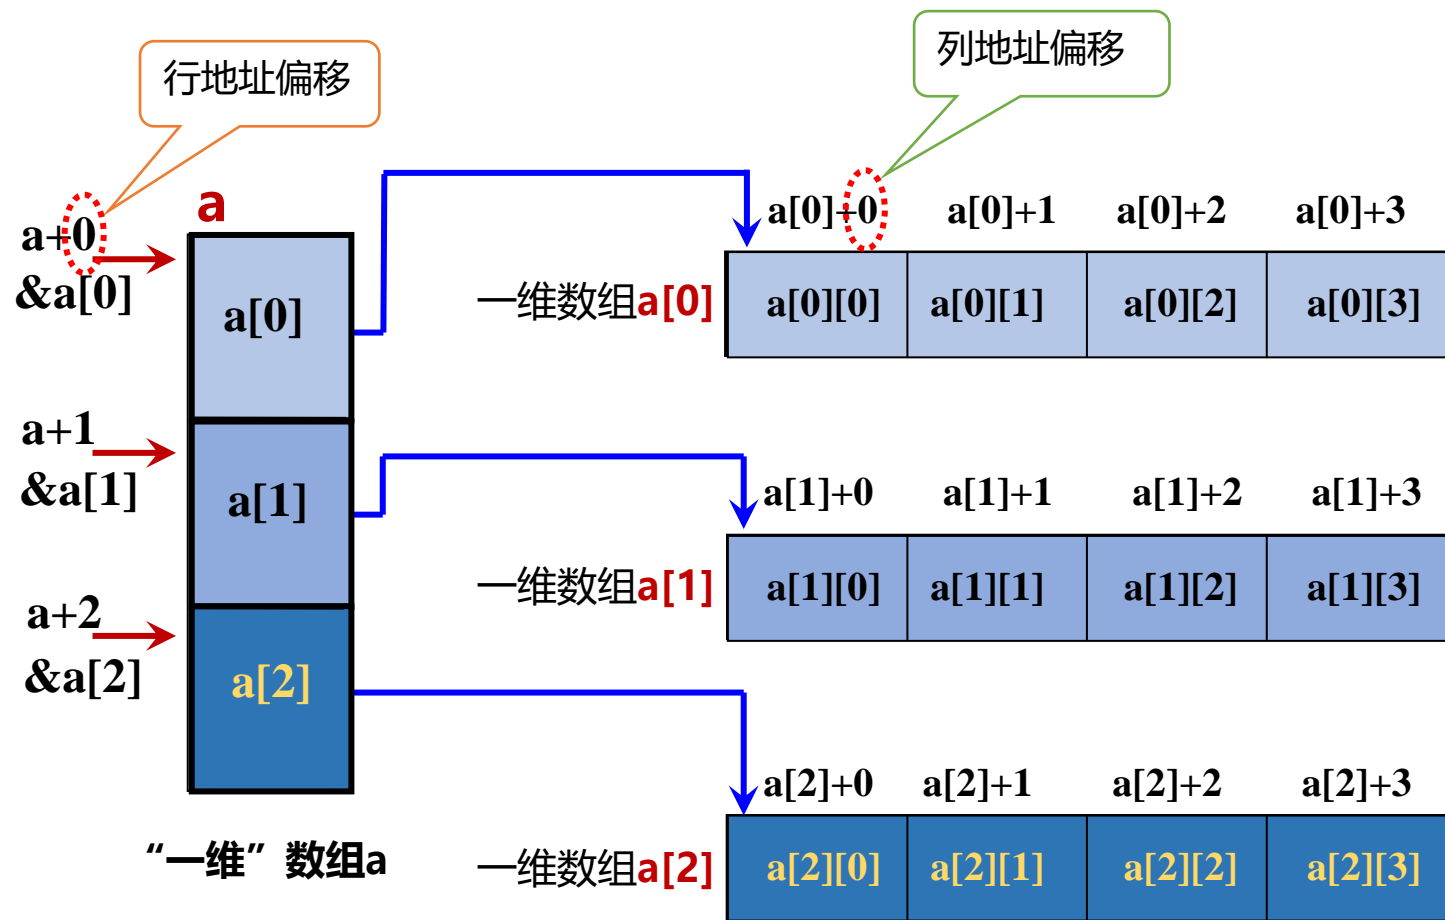 行地址偏移
列地址偏移
a
a+0
&a[0]
a[0]
a+1
&a[1]
a[1]
a+2
&a[2]
a[2]
“一维”数组a
a[0]+0 a[0]+1 a[0]+2 a[0]+3
一维数组a[0] a[0][0] a[0][1] a[0][2] a[0][3]
a[1]+0 a[1]+1 a[1]+2 a[1]+3
一维数组a[1] a[1][0] a[1][1] a[1][2] a[1][3]
a[2]+0 a[2]+1 a[2]+2 a[2]+3
一维数组a[2] a[2][0] a[2][1] a[2][2] a[2][3]